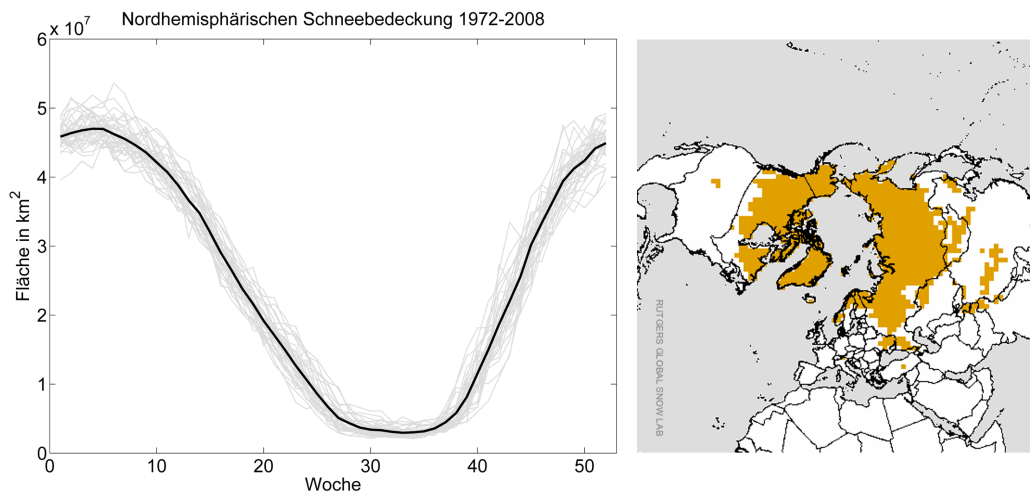 Nordhemisphärischen Schneebedeckung 1972-2008
6 x 10⁷
5
4
3
2
1
0
Fläche in km²
0 10 20 30 40 50
Woche
RUTGERS GLOBAL SNOW LAB